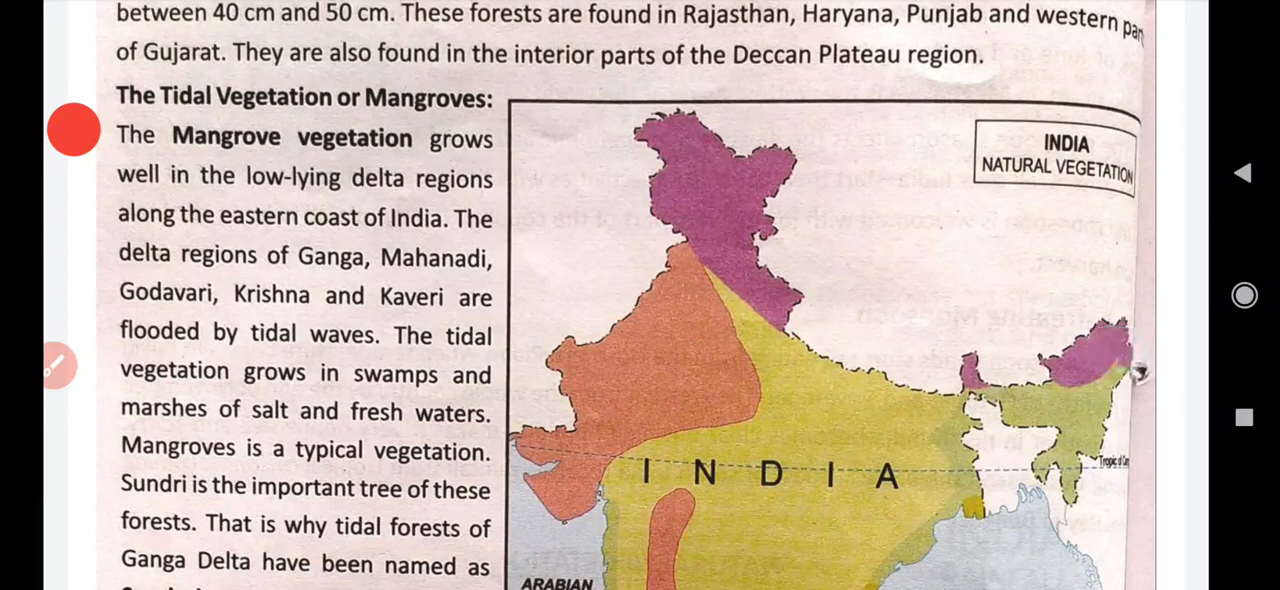 between 40 cm and 50 cm. These forests are found in Rajasthan, Haryana, Punjab and western
of Gujarat. They are also found in the interior parts of the Deccan Plateau region.
The Tidal Vegetation or Mangroves:
The Mangrove vegetation grows
well in the low-lying delta regions
along the eastern coast of India. The
delta regions of Ganga, Mahanadi,
Godavari, Krishna and Kaveri are
flooded by tidal waves. The tidal
vegetation grows in swamps and
marshes of salt and fresh waters.
Mangroves is a typical vegetation.
Sundri is the important tree of these
forests. That is why tidal forests of
Ganga Delta have been named as
INDIA
NATURAL VEGETATION
INDIA
Tropic of
ARABIAN